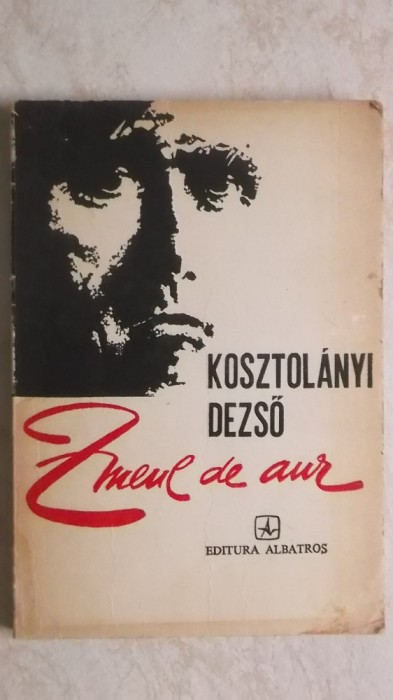 KOSZTOLÁNYI
DEZSŐ
Zmeul de aur
EDITURA ALBATROS